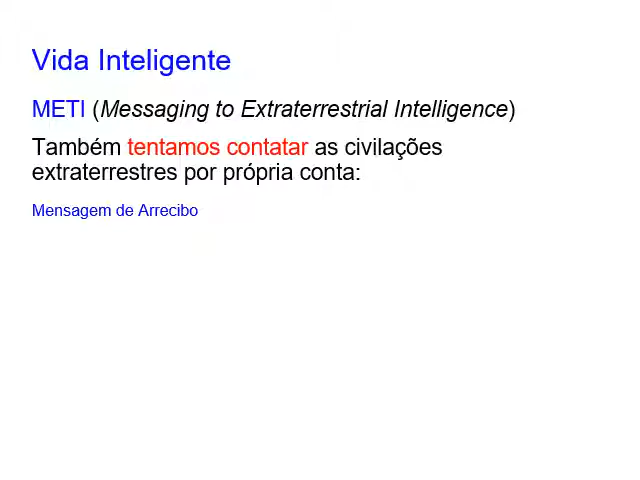 Vida Inteligente
METI (Messaging to Extraterrestrial Intelligence)
Também tentamos contatar as civilações
extraterrestres por própria conta:
Mensagem de Arrecibo